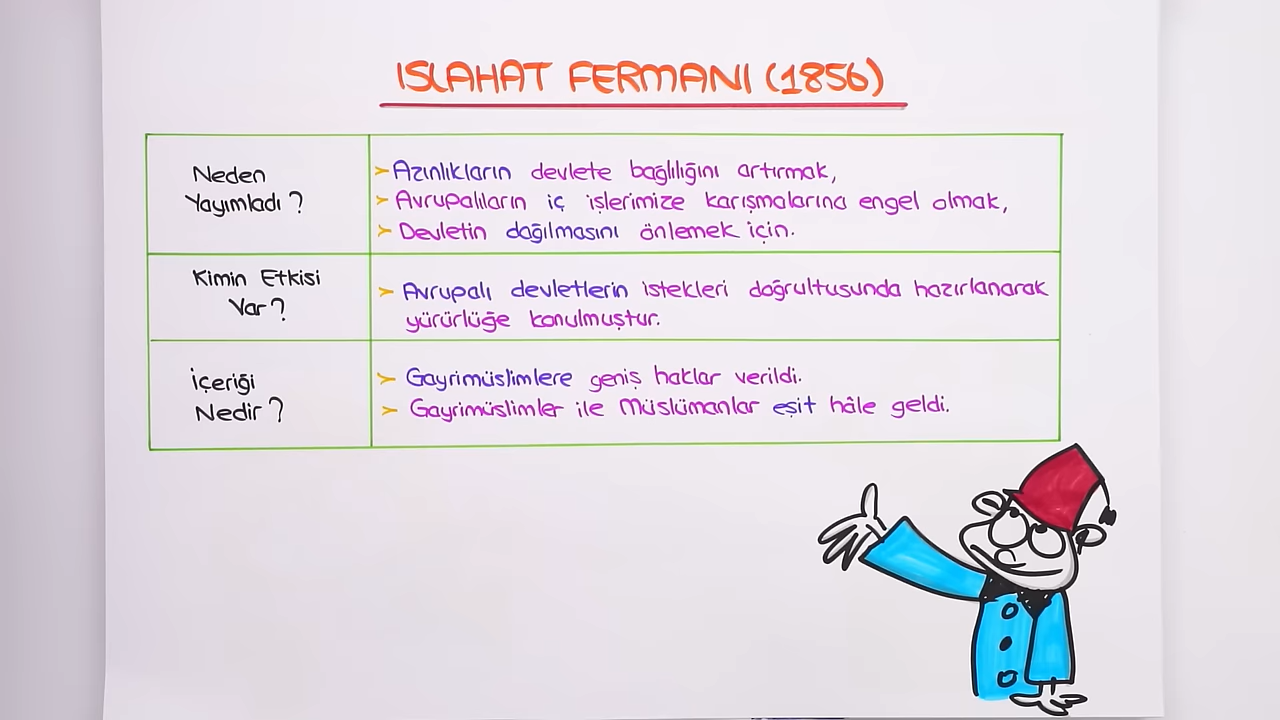 ISLAHAT FERMANI (1856)
Neden
Yayımladı?
➢ Azınlıkların devlete bağlılığını artırmak,
➢ Avrupalıların iç işlerimize karışmalarına engel olmak,
➢ Devletin dağılmasını önlemek için.
Kimin Etkisi
Var?
➢ Avrupalı devletlerin istekleri doğrultusunda hazırlanarak
yürürlüğe konulmuştur.
İçeriği
Nedir?
➢ Gayrimüslimlere geniş haklar verildi.
➢ Gayrimüslimler ile Müslümanlar eşit hâle geldi.